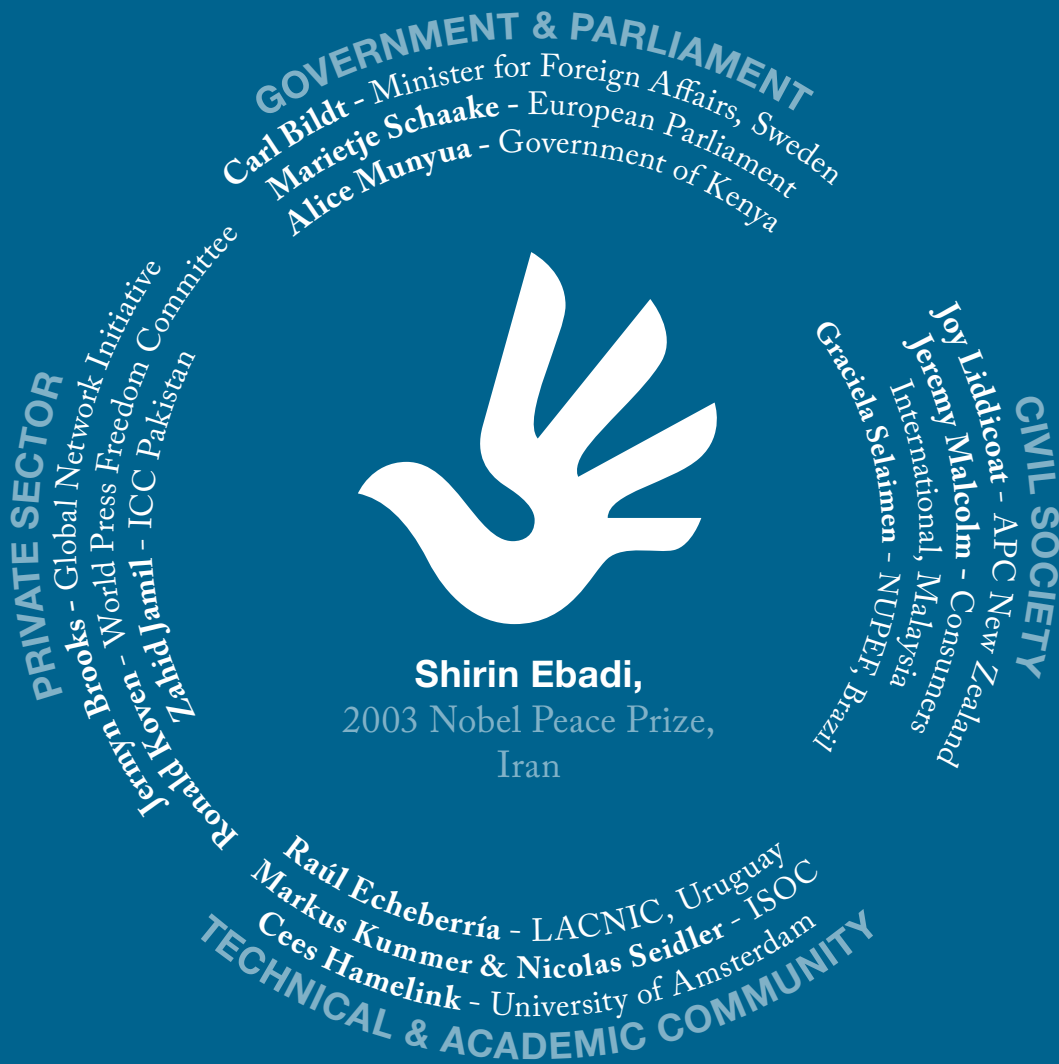 GOVERNMENT & PARLIAMENT
Carl Bildt - Minister for Foreign Affairs, Sweden
Marietje Schaake - European Parliament
Alice Munyua - Government of Kenya
PRIVATE SECTOR
Jermyn Brooks - Global Network Initiative
Ronald Koven - World Press Freedom Committee
Zahid Jamil - ICC Pakistan
CIVIL SOCIETY
Joy Liddicoat - APC New Zealand
Jeremy Malcolm - Consumers
International, Malaysia
Graciela Selaimen - NUPEF, Brazil
Shirin Ebadi,
2003 Nobel Peace Prize,
Iran
Raúl Echeberría - LACNIC, Uruguay
Markus Kummer & Nicolas Seidler - ISOC
Cees Hamelink - University of Amsterdam
TECHNICAL & ACADEMIC COMMUNITY